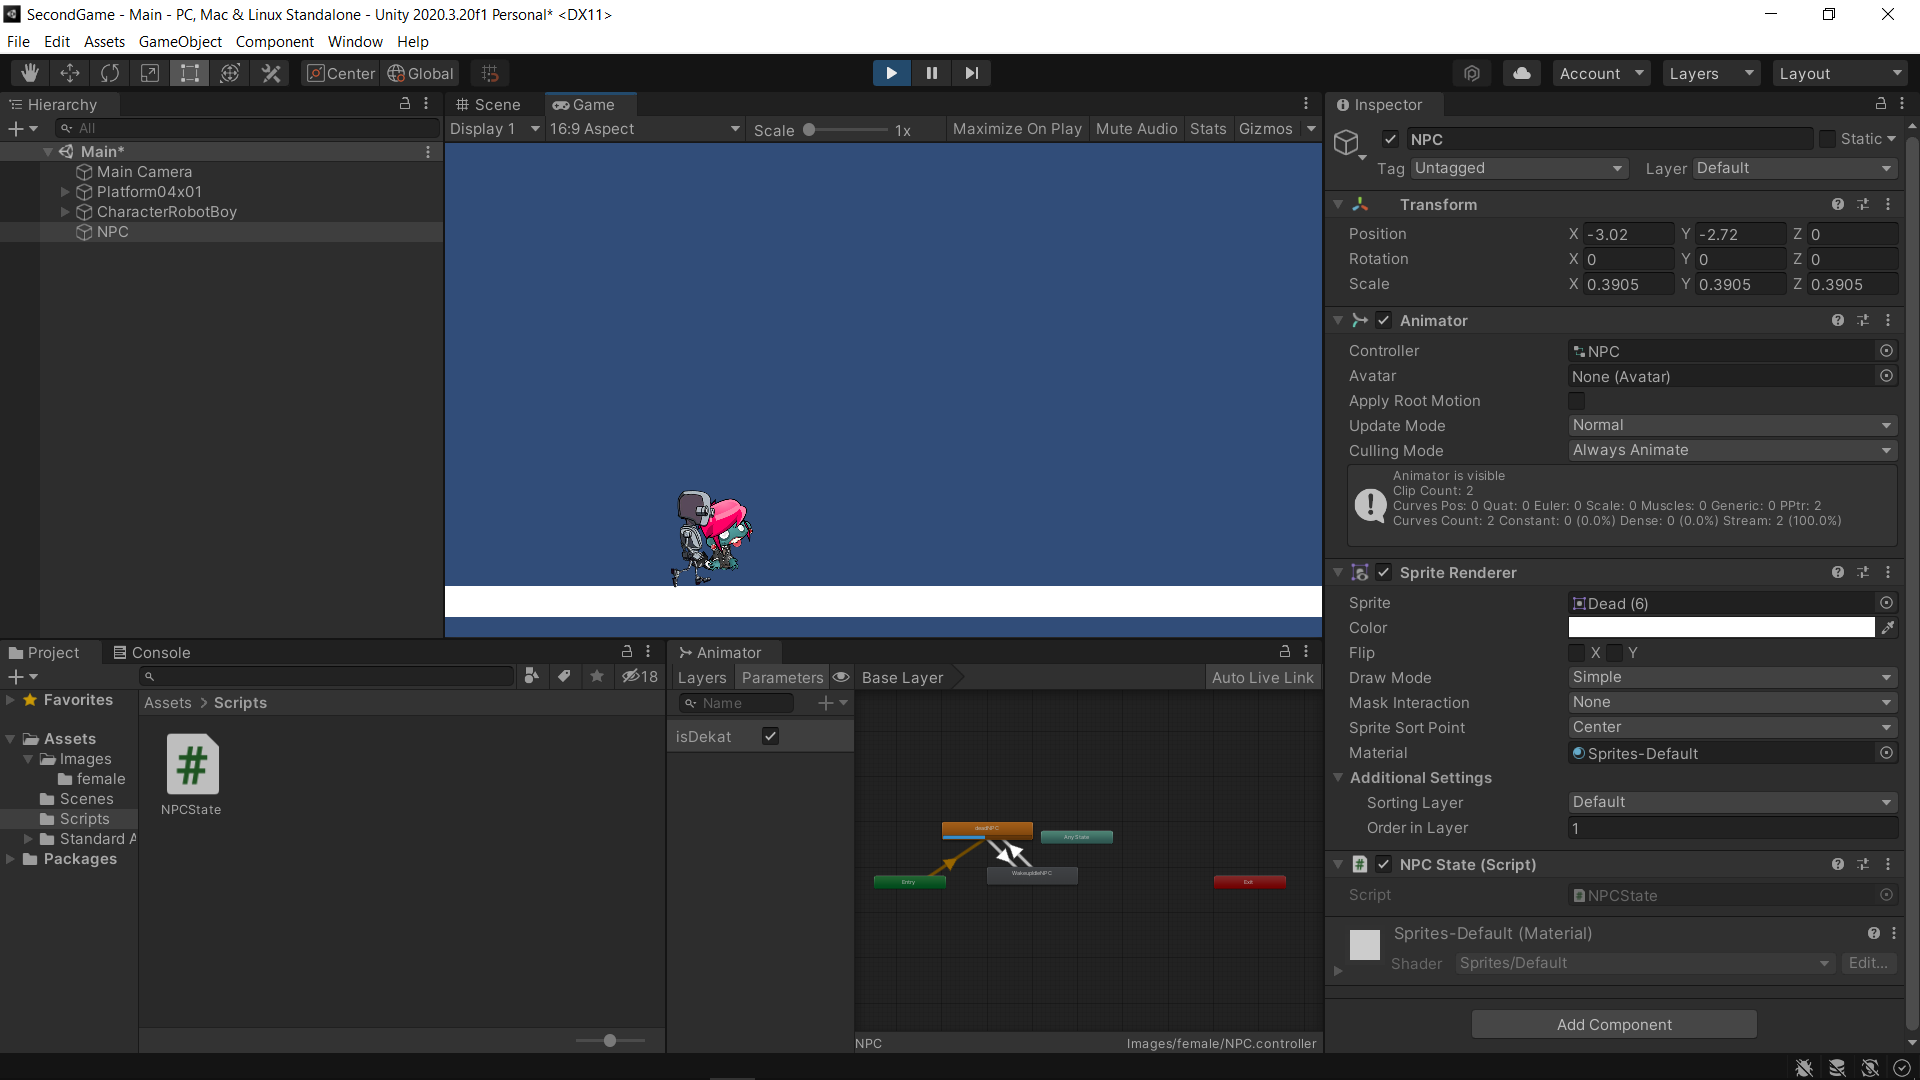 SecondGame - Main - PC, Mac & Linux Standalone - Unity 2020.3.20f1 Personal* <DX11>
File Edit Assets GameObject Component Window Help
Center Global
Account Layers Layout
Hierarchy
All
Main*
Main Camera
Platform04x01
CharacterRobotBoy
NPC
Scene Game
Display 1 16:9 Aspect Scale 1x Maximize On Play Mute Audio Stats Gizmos
Inspector
NPC Static
Tag Untagged Layer Default
Transform
Position X -3.02 Y -2.72 Z 0
Rotation X 0 Y 0 Z 0
Scale X 0.3905 Y 0.3905 Z 0.3905
Animator
Controller NPC
Avatar None (Avatar)
Apply Root Motion
Update Mode Normal
Culling Mode Always Animate
Animator is visible
Clip Count: 2
Curves Pos: 0 Quat: 0 Euler: 0 Scale: 0 Muscles: 0 Generic: 0 PPtr: 2
Curves Count: 2 Constant: 0 (0.0%) Dense: 0 (0.0%) Stream: 2 (100.0%)
Sprite Renderer
Sprite Dead (6)
Color
Flip X Y
Draw Mode Simple
Mask Interaction None
Sprite Sort Point Center
Material Sprites-Default
Additional Settings
Sorting Layer Default
Order in Layer 1
NPC State (Script)
Script NPCState
Sprites-Default (Material)
Shader Sprites/Default Edit...
Add Component
Project Console
18
Favorites
Assets
Images
female
Scenes
Scripts
Standard A
Packages
Assets > Scripts
NPCState
Animator
Layers Parameters Base Layer Auto Live Link
Name
isDekat
deadNPC
Any State
WakeupIdleNPC
Entry
Exit
NPC Images/female/NPC.controller